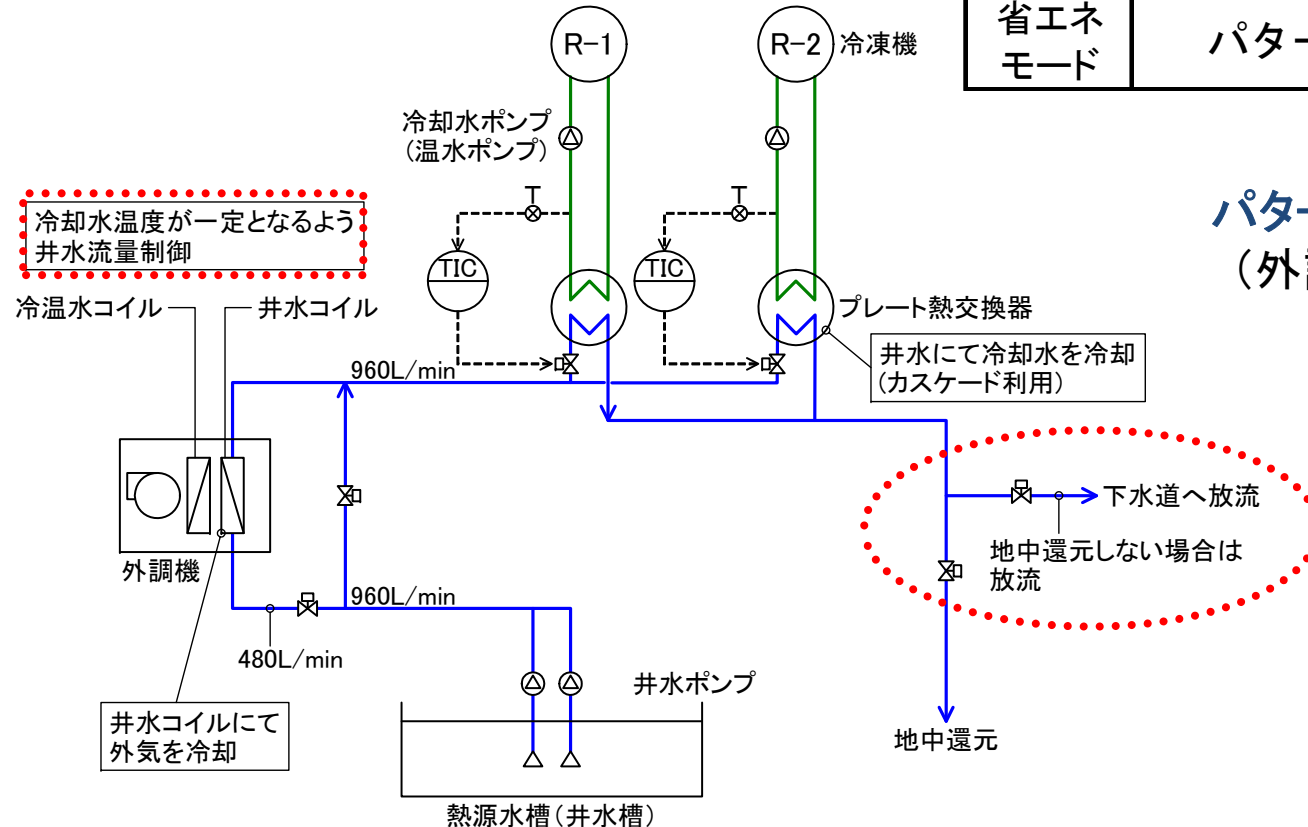 省エネ
モード
パター
R-1
R-2
冷凍機
冷却水ポンプ
(温水ポンプ)
T
T
パター
(外調
冷却水温度が一定となるよう
井水流量制御
TIC
TIC
冷温水コイル
井水コイル
プレート熱交換器
井水にて冷却水を冷却
(カスケード利用)
960L/min
下水道へ放流
地中還元しない場合は
放流
外調機
960L/min
480L/min
井水ポンプ
井水コイルにて
外気を冷却
地中還元
熱源水槽(井水槽)